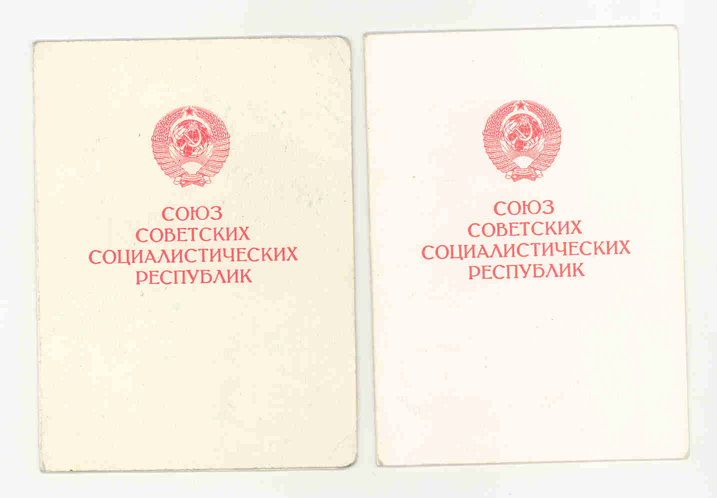 СОЮЗ
СОВЕТСКИХ
СОЦИАЛИСТИЧЕСКИХ
РЕСПУБЛИК
СОЮЗ
СОВЕТСКИХ
СОЦИАЛИСТИЧЕСКИХ
РЕСПУБЛИК